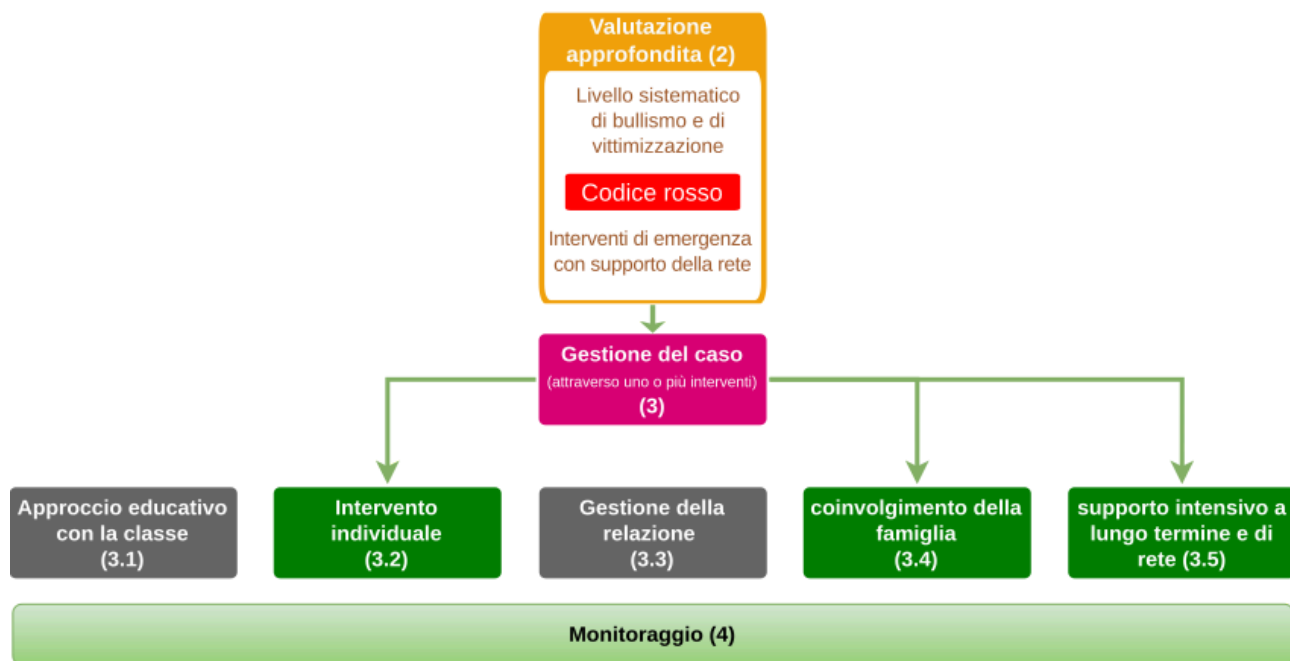 Valutazione
approfondita (2)
Livello sistematico
di bullismo e di
vittimizzazione
Codice rosso
Interventi di emergenza
con supporto della rete
Gestione del caso
(attraverso uno o più interventi)
(3)
Approccio educativo
con la classe
(3.1)
Intervento
individuale
(3.2)
Gestione della
relazione
(3.3)
coinvolgimento della
famiglia
(3.4)
supporto intensivo a
lungo termine e di
rete (3.5)
Monitoraggio (4)